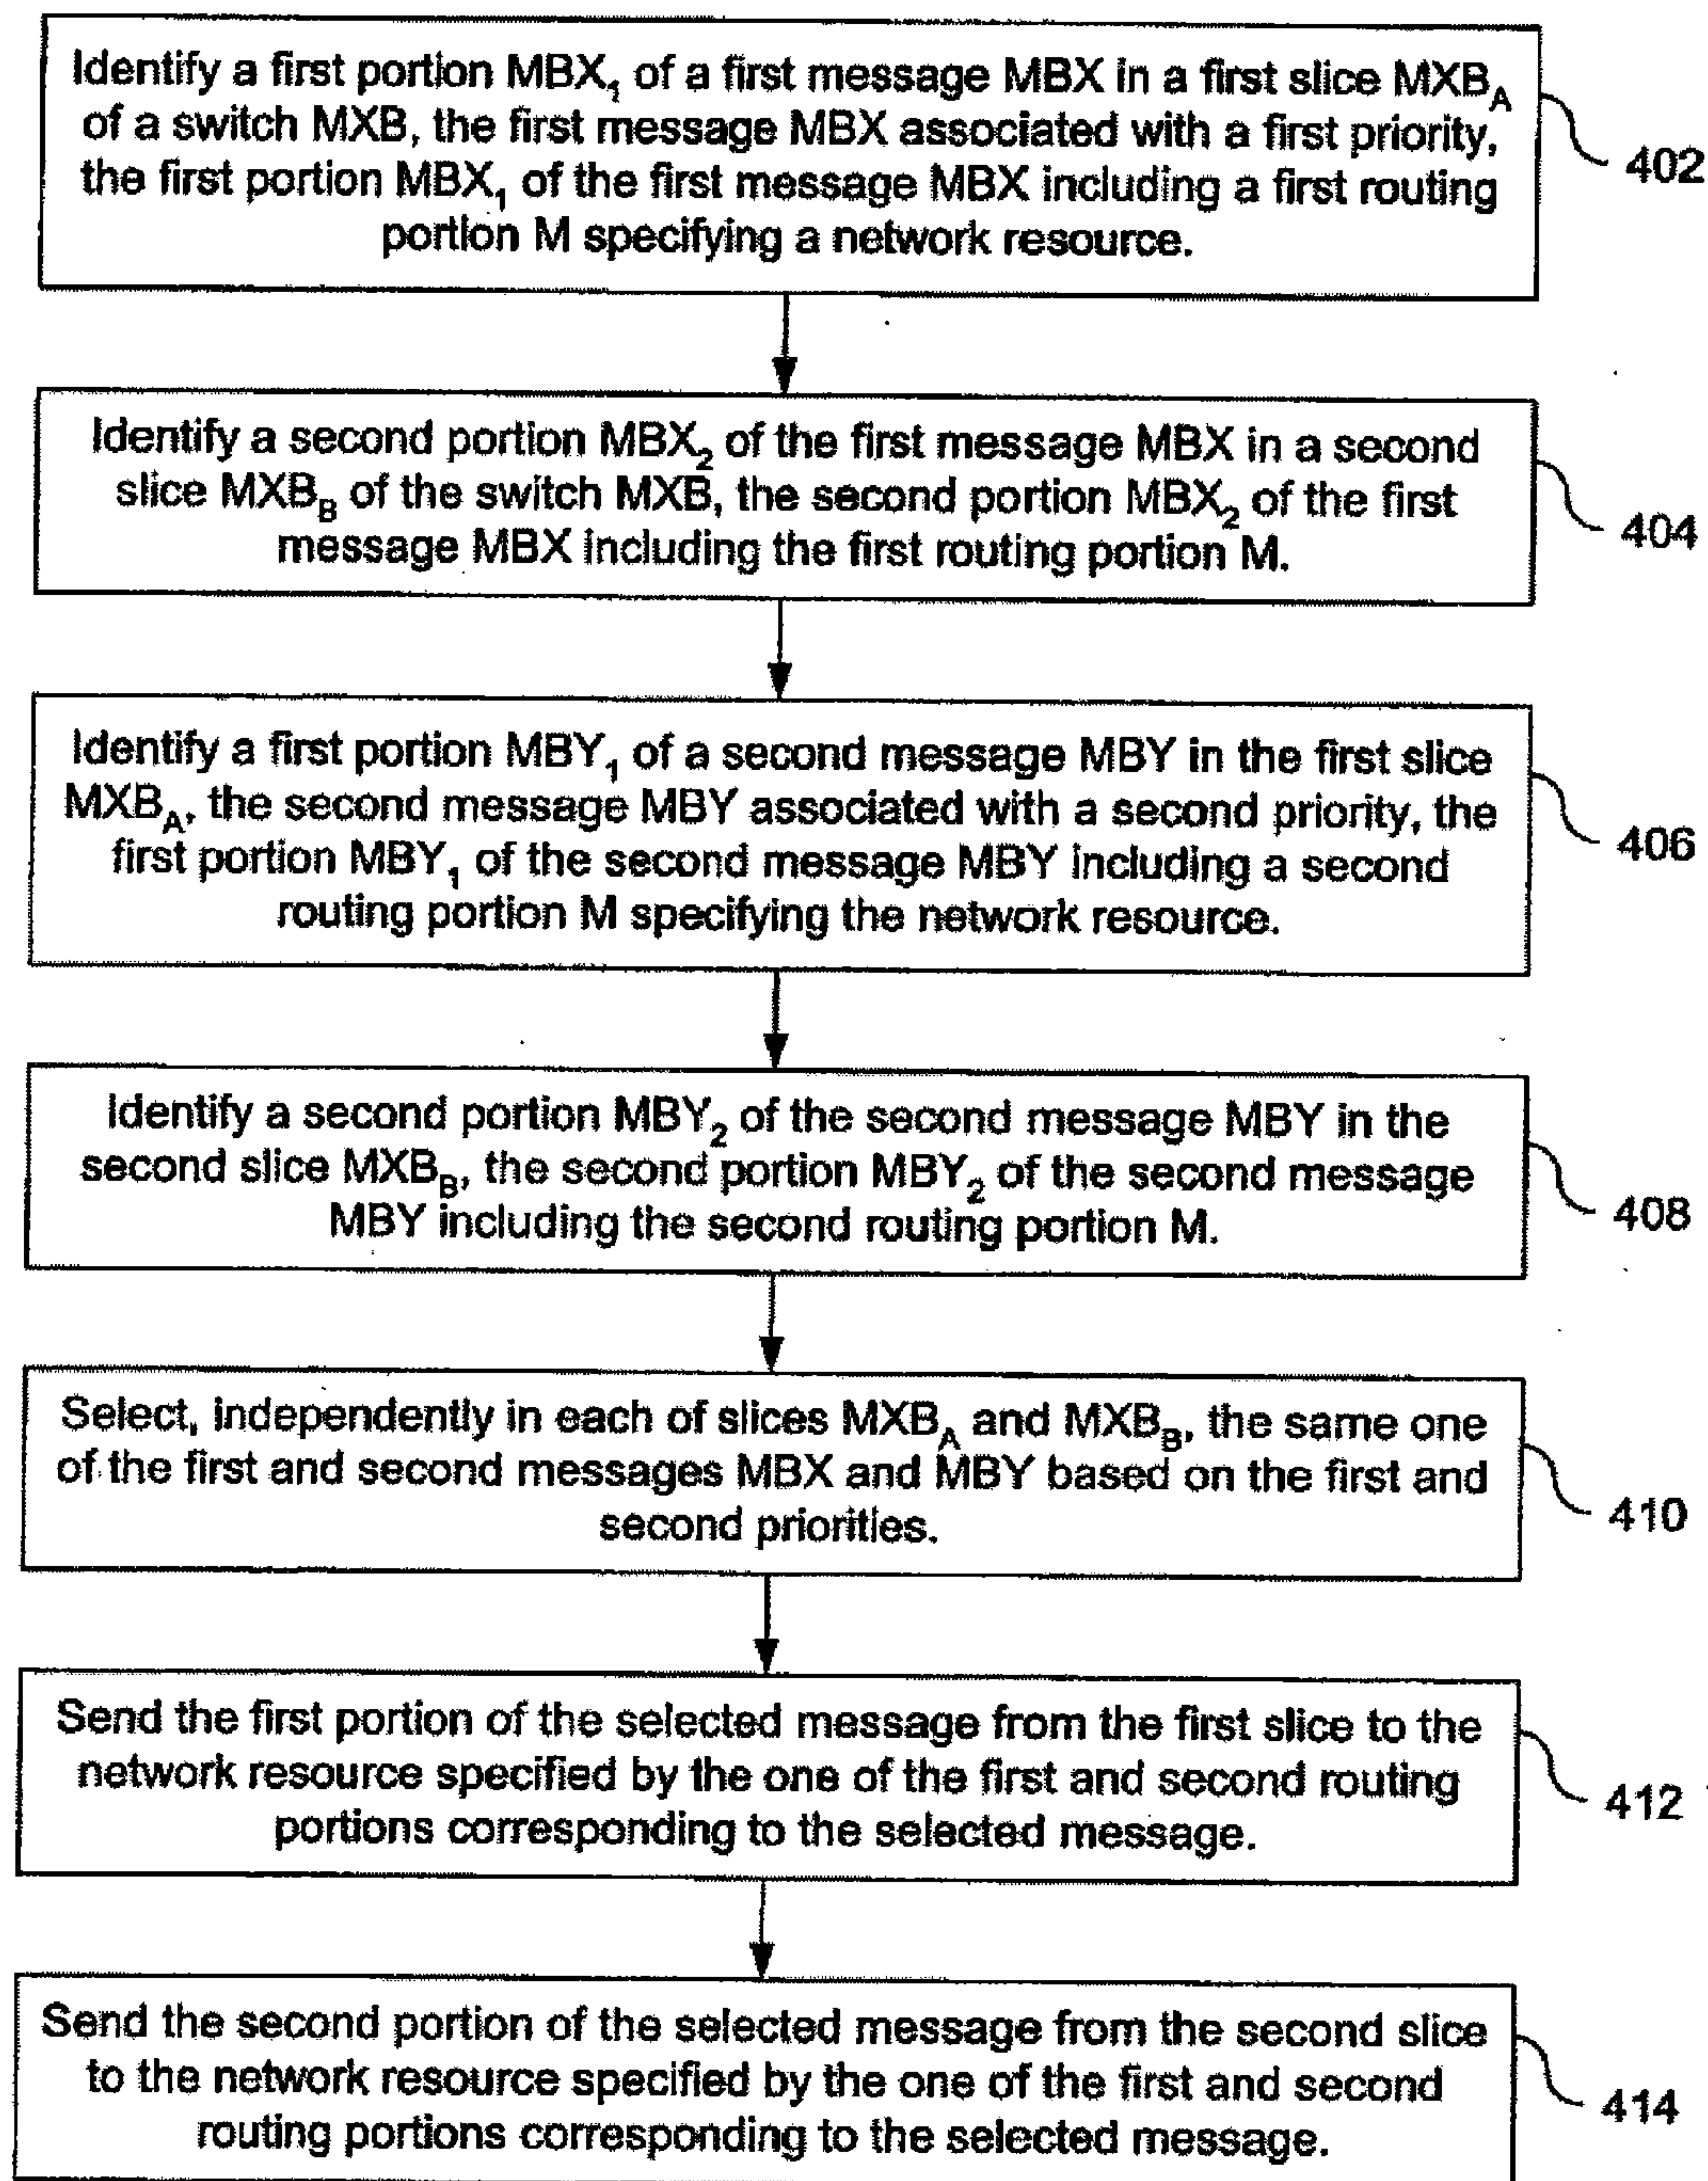 Identify a first portion MBX₁ of a first message MBX in a first slice MXB_A
of a switch MXB, the first message MBX associated with a first priority,
the first portion MBX₁ of the first message MBX including a first routing
portion M specifying a network resource.
402
Identify a second portion MBX₂ of the first message MBX in a second
slice MXB_B of the switch MXB, the second portion MBX₂ of the first
message MBX including the first routing portion M.
404
Identify a first portion MBY₁ of a second message MBY in the first slice
MXB_A, the second message MBY associated with a second priority, the
first portion MBY₁ of the second message MBY including a second
routing portion M specifying the network resource.
406
Identify a second portion MBY₂ of the second message MBY in the
second slice MXB_B, the second portion MBY₂ of the second message
MBY including the second routing portion M.
408
Select, independently in each of slices MXB_A and MXB_B, the same one
of the first and second messages MBX and MBY based on the first and
second priorities.
410
Send the first portion of the selected message from the first slice to the
network resource specified by the one of the first and second routing
portions corresponding to the selected message.
412
Send the second portion of the selected message from the second slice
to the network resource specified by the one of the first and second
routing portions corresponding to the selected message.
414